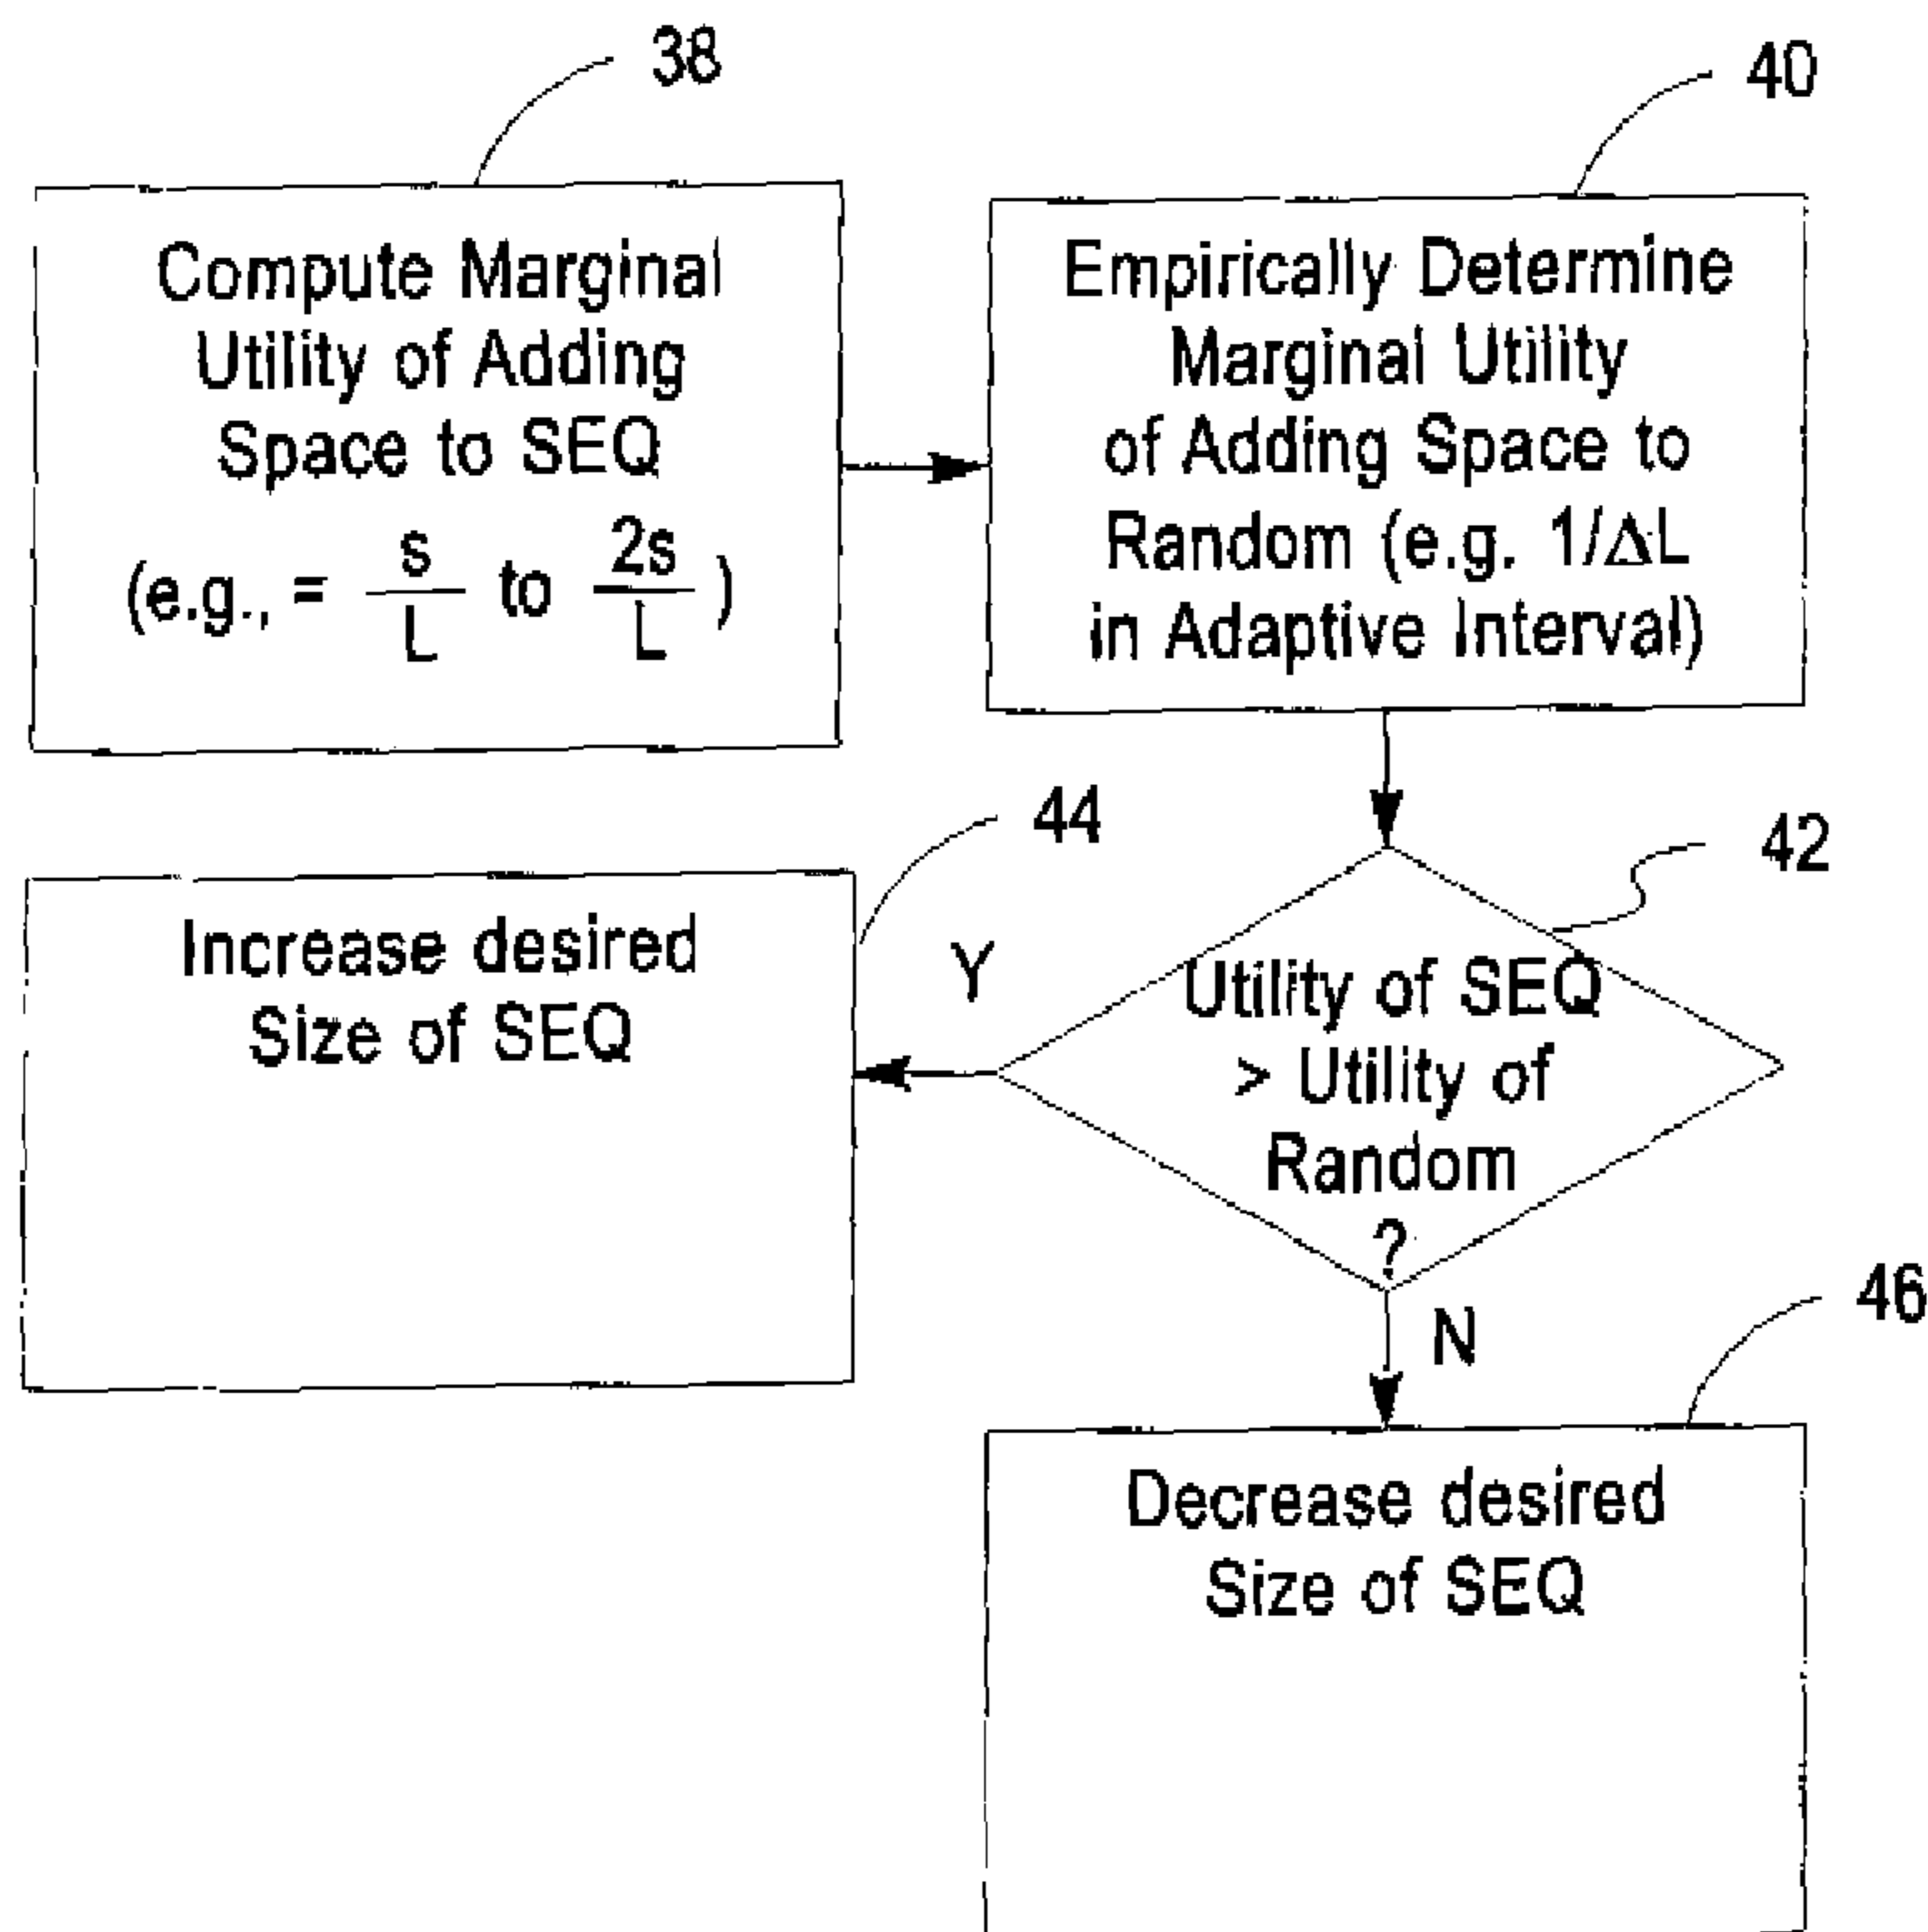 38
Compute Marginal
Utility of Adding
Space to SEQ
(e.g., = s/L to 2s/L)
40
Empirically Determine
Marginal Utility
of Adding Space to
Random (e.g. 1/ΔL
in Adaptive Interval)
42
Utility of SEQ
> Utility of
Random
?
Y
44
Increase desired
Size of SEQ
N
46
Decrease desired
Size of SEQ